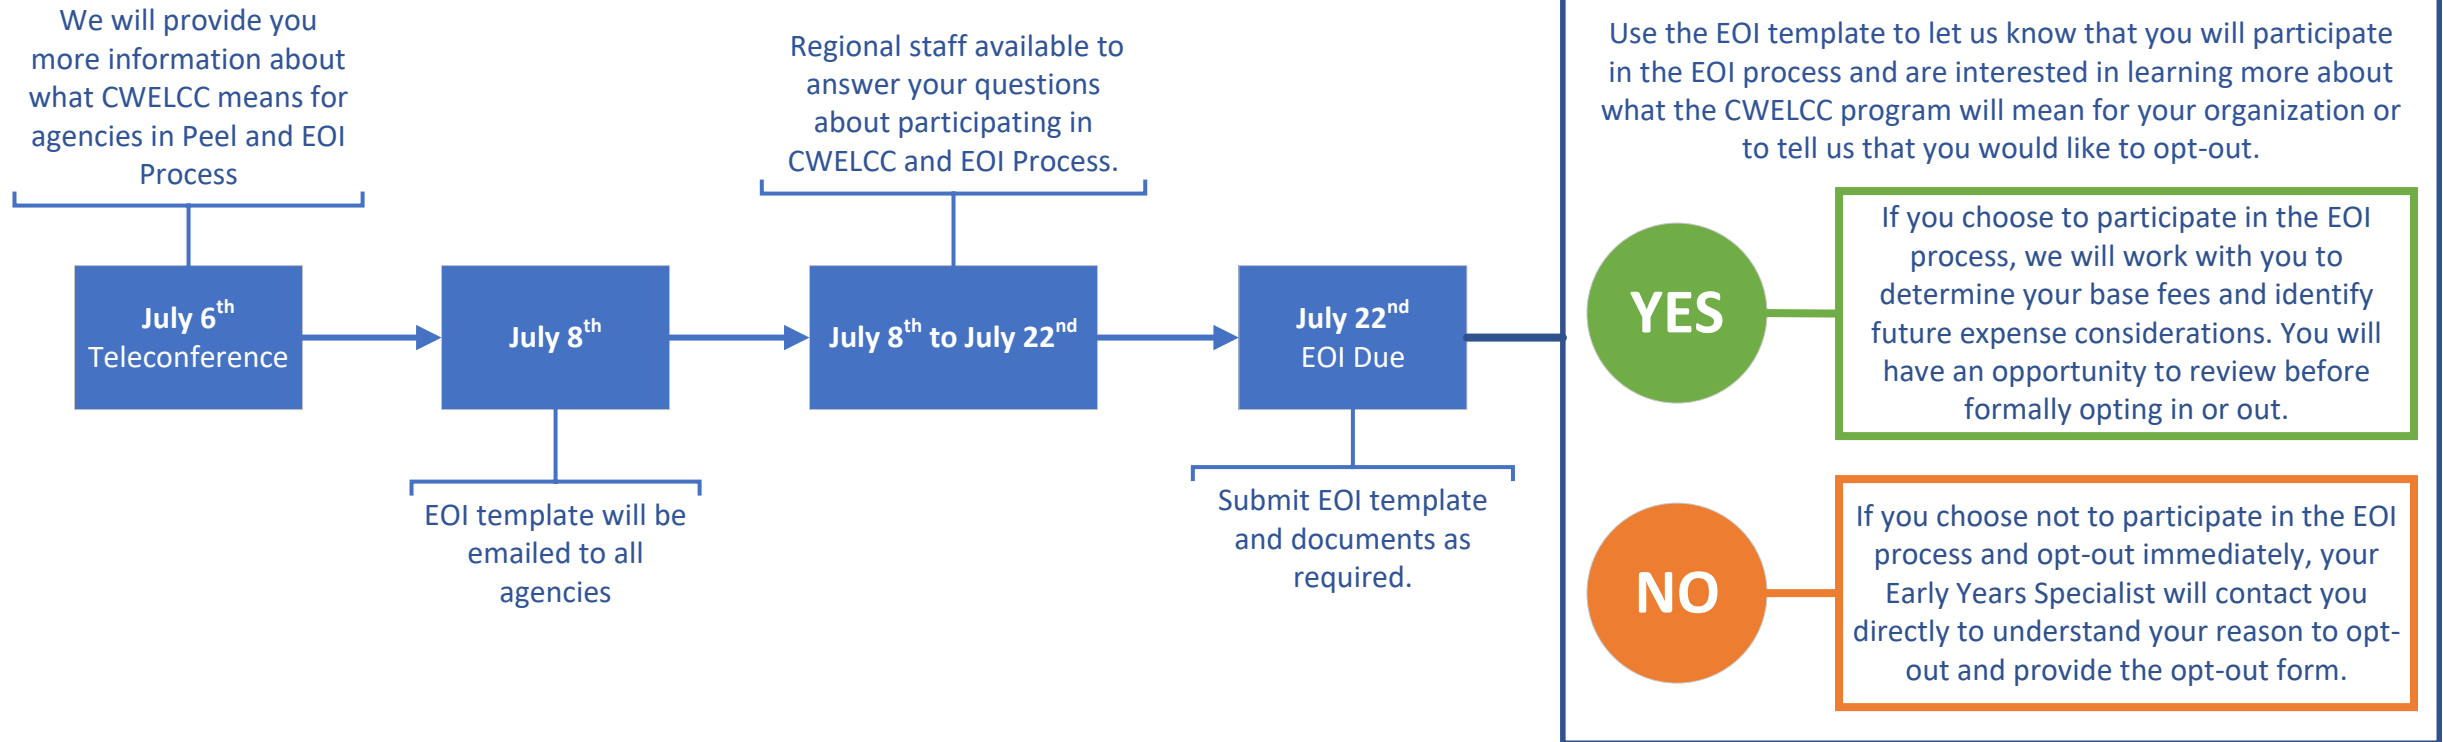 We will provide you
more information about
what CWELCC means for
agencies in Peel and EOI
Process
July 6th
Teleconference
July 8th
EOI template will be
emailed to all
agencies
Regional staff available to
answer your questions
about participating in
CWELCC and EOI Process.
July 8th to July 22nd
July 22nd
EOI Due
Submit EOI template
and documents as
required.
Use the EOI template to let us know that you will participate
in the EOI process and are interested in learning more about
what the CWELCC program will mean for your organization or
to tell us that you would like to opt-out.
YES
If you choose to participate in the EOI
process, we will work with you to
determine your base fees and identify
future expense considerations. You will
have an opportunity to review before
formally opting in or out.
NO
If you choose not to participate in the EOI
process and opt-out immediately, your
Early Years Specialist will contact you
directly to understand your reason to opt-
out and provide the opt-out form.